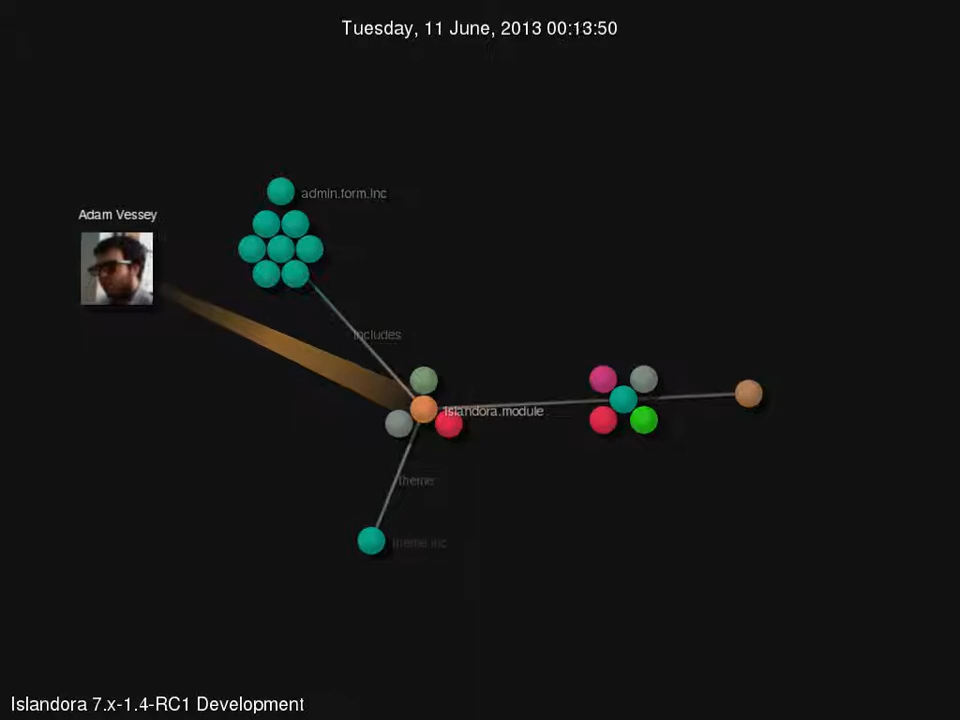 Tuesday, 11 June, 2013 00:13:50
admin.form.inc
Adam Vessey
includes
islandora.module
theme
theme.inc
Islandora 7.x-1.4-RC1 Development